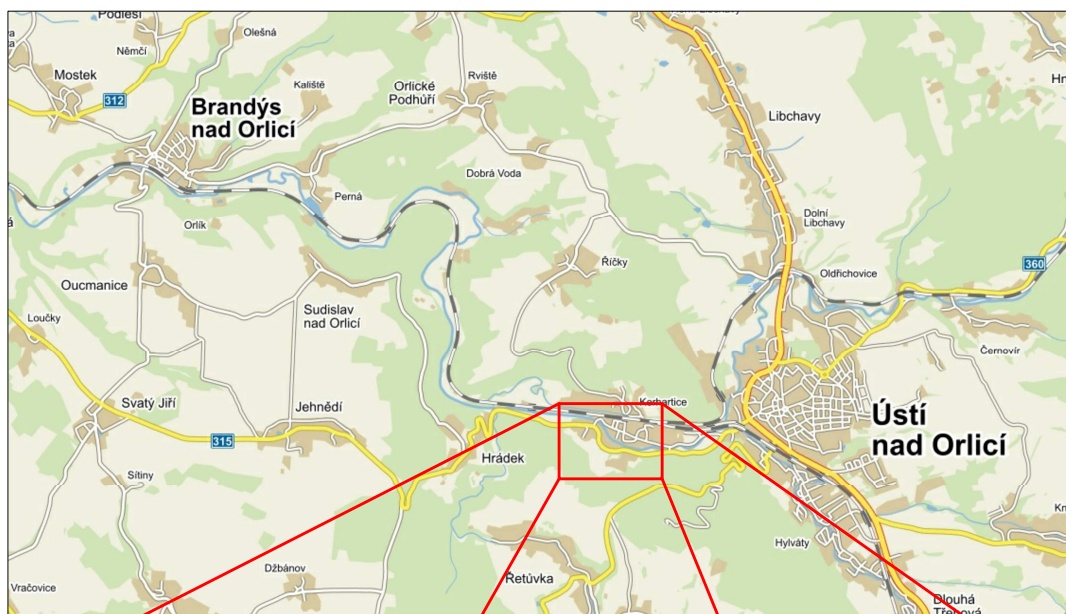 Podlesí
Olešná
Němčí
Mostek
312
Kaliště
Rviště
Orlické
Podhůří
Brandýs
nad Orlicí
Libchavy
Dobrá Voda
Perná
Orlík
Dolní
Libchavy
Říčky
Oldřichovice
360
Oucmanice
Sudislav
nad Orlicí
Loučky
Černovír
Kerhartice
Svatý Jiří
Jehnědí
315
Ústí
nad Orlicí
Hrádek
Sítiny
Hylváty
Džbánov
Řetůvka
Vračovice
Dlouhá
Třebová